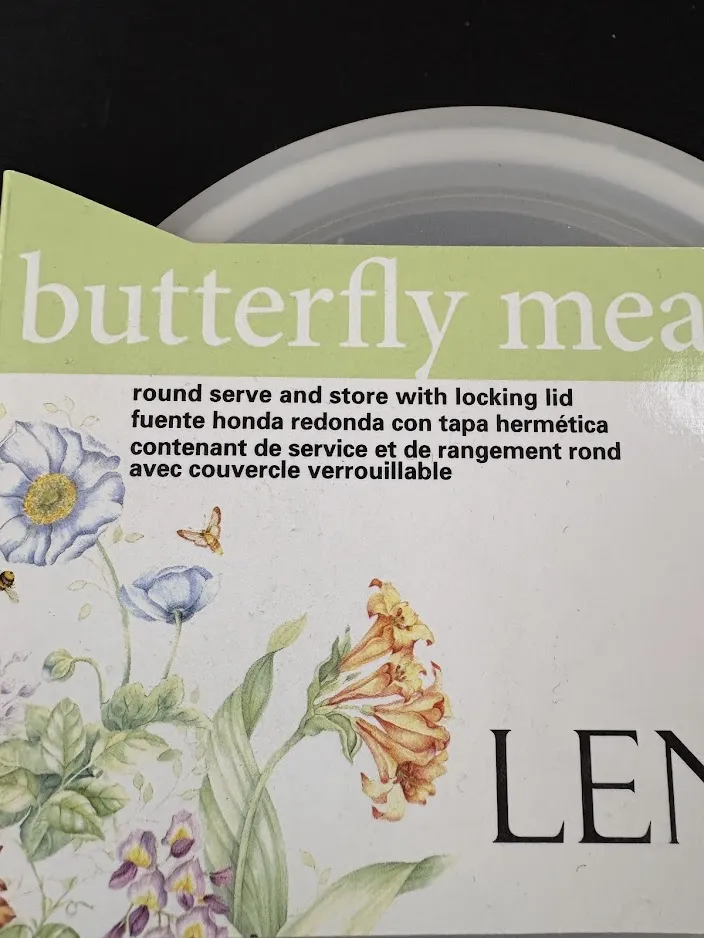 butterfly mea
round serve and store with locking lid
fuente honda redonda con tapa hermética
contenant de service et de rangement rond
avec couvercle verrouillable
LEN